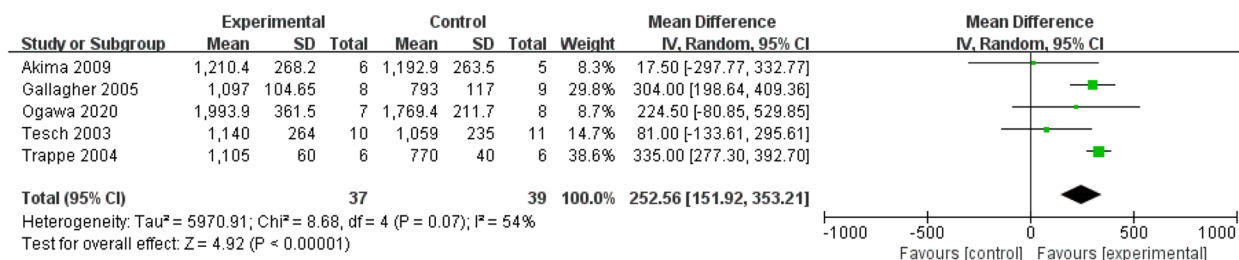 Experimental Control Mean Difference Mean Difference
Study or Subgroup Mean SD Total Mean SD Total Weight IV, Random, 95% CI IV, Random, 95% CI
Akima 2009 1,210.4 268.2 6 1,192.9 263.5 5 8.3% 17.50 [-297.77, 332.77]
Gallagher 2005 1,097 104.65 8 793 117 9 29.8% 304.00 [198.64, 409.36]
Ogawa 2020 1,993.9 361.5 7 1,769.4 211.7 8 8.7% 224.50 [-80.85, 529.85]
Tesch 2003 1,140 264 10 1,059 235 11 14.7% 81.00 [-133.61, 295.61]
Trappe 2004 1,105 60 6 770 40 6 38.6% 335.00 [277.30, 392.70]
Total (95% CI) 37 39 100.0% 252.56 [151.92, 353.21]
Heterogeneity: Tau² = 5970.91; Chi² = 8.68, df = 4 (P = 0.07); I² = 54%
Test for overall effect: Z = 4.92 (P < 0.00001)
-1000 -500 0 500 1000
Favours [control] Favours [experimental]